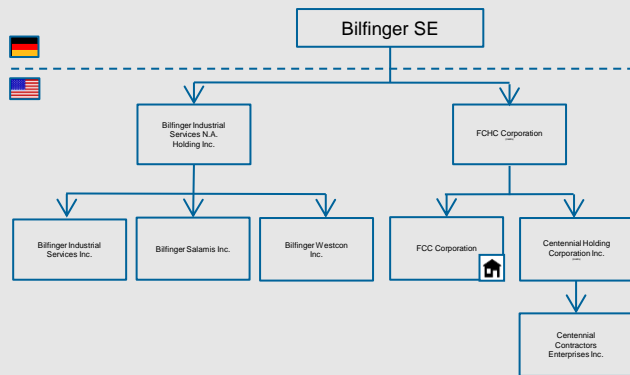 Bilfinger SE
Bilfinger Industrial
Services N.A.
Holding Inc.
FCHC Corporation
Bilfinger Industrial
Services Inc.
Bilfinger Salamis Inc.
Bilfinger Westcon
Inc.
FCC Corporation
Centennial Holding
Corporation Inc.
Centennial
Contractors
Enterprises Inc.